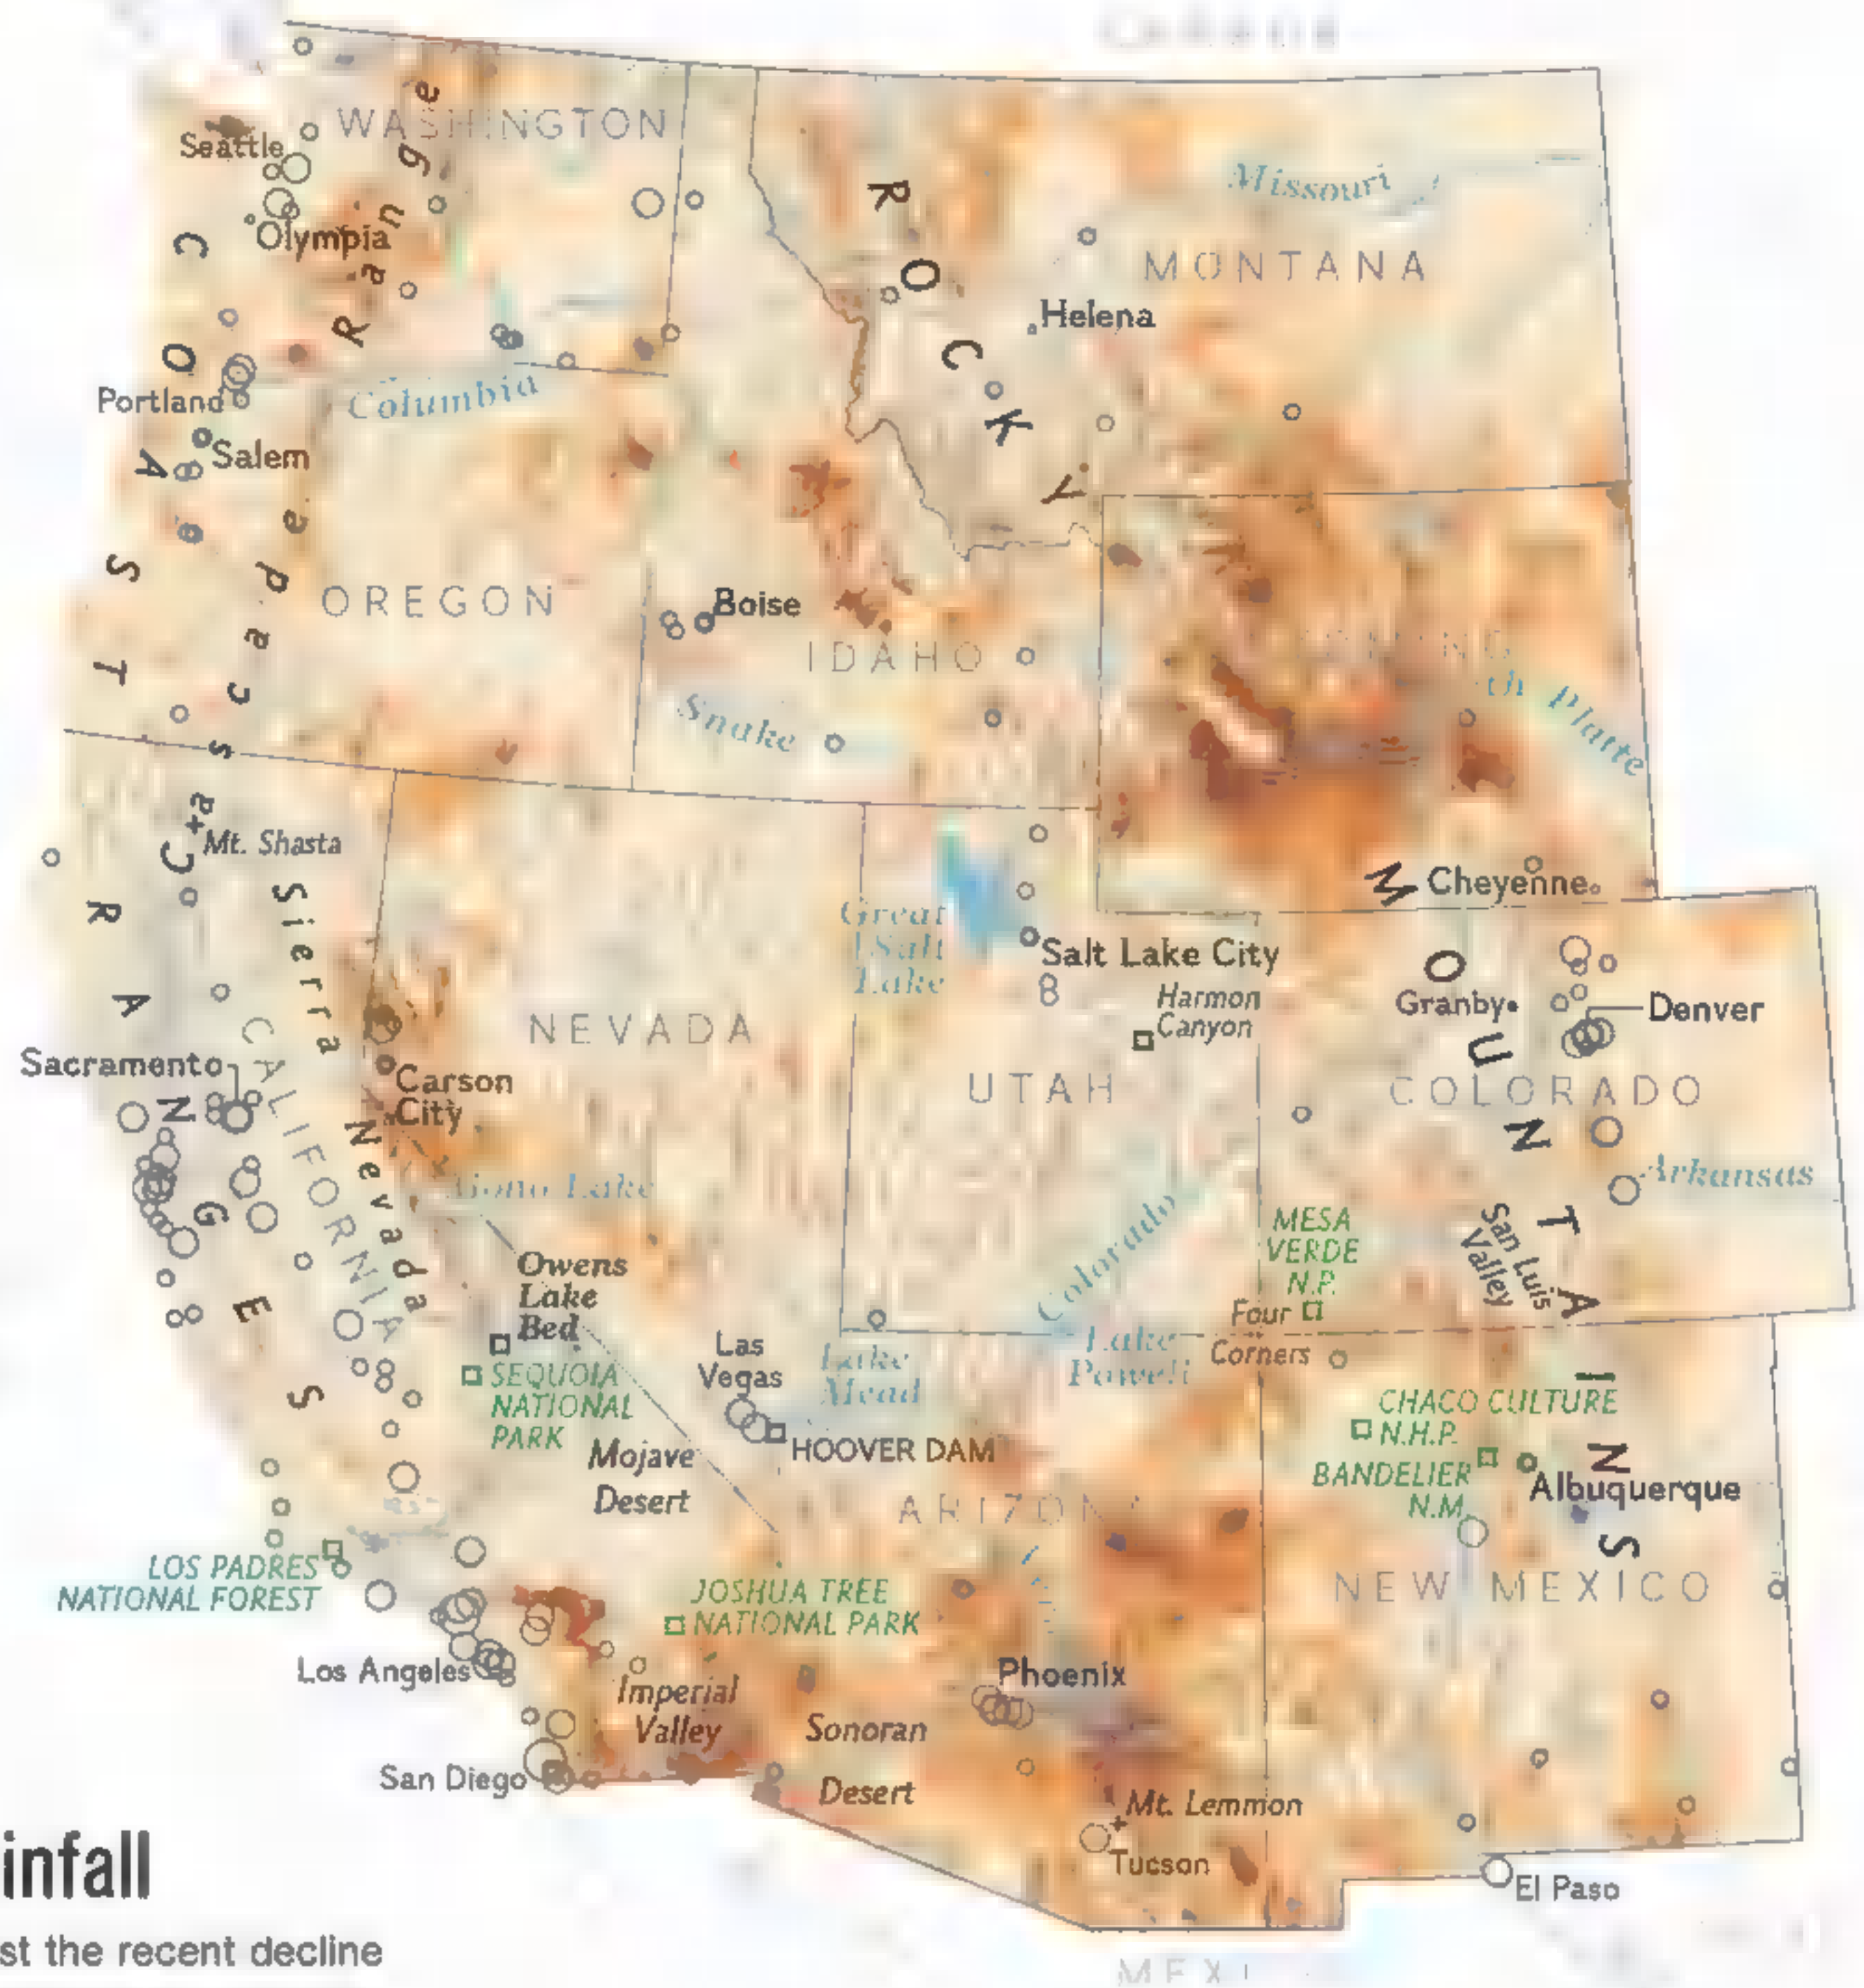 WASHINGTON
Seattle
Olympia
Range
Missouri
MONTANA
Helena
ROCKY
Columbia
Portland
Salem
COAST
OREGON
Boise
IDAHO
Snake
Platte
Cascade
Mt. Shasta
Sierra
Nevada
RANGES
Great
Salt
Lake
Salt Lake City
Harmon
Canyon
Cheyenne
Granby
Denver
MOUNTAINS
COLORADO
Arkansas
San Luis
Valley
NEVADA
UTAH
Sacramento
CALIFORNIA
Carson
City
Mono Lake
Owens
Lake
Bed
SEQUOIA
NATIONAL
PARK
Las
Vegas
Lake
Mead
HOOVER DAM
Colorado
Lake
Powell
MESA
VERDE
N.P.
Four
Corners
CHACO CULTURE
N.H.P.
BANDELIER
N.M.
Albuquerque
NEW MEXICO
Mojave
Desert
ARIZONA
LOS PADRES
NATIONAL FOREST
JOSHUA TREE
NATIONAL PARK
Los Angeles
Imperial
Valley
Phoenix
Sonoran
Desert
San Diego
Mt. Lemmon
Tucson
El Paso
infall
st the recent decline